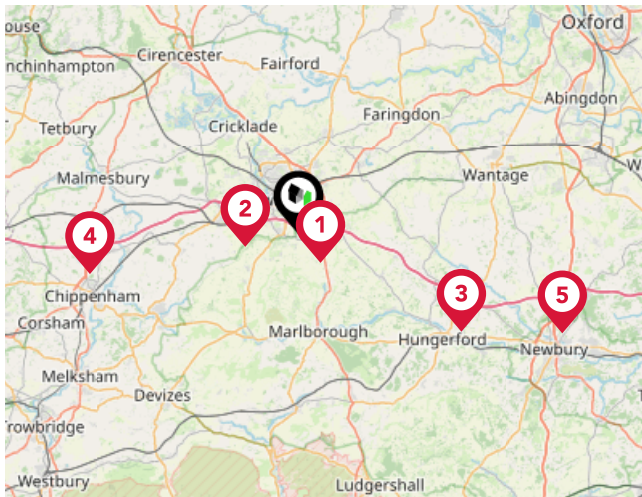 Oxford
ouse
Cirencester
nchinhampton
Fairford
Abingdon
Faringdon
Tetbury
Cricklade
Malmesbury
Wantage
W
2
1
4
3
5
Chippenham
Corsham
Marlborough
Hungerford
Newbury
Melksham
Devizes
Trowbridge
Westbury
Ludgershall